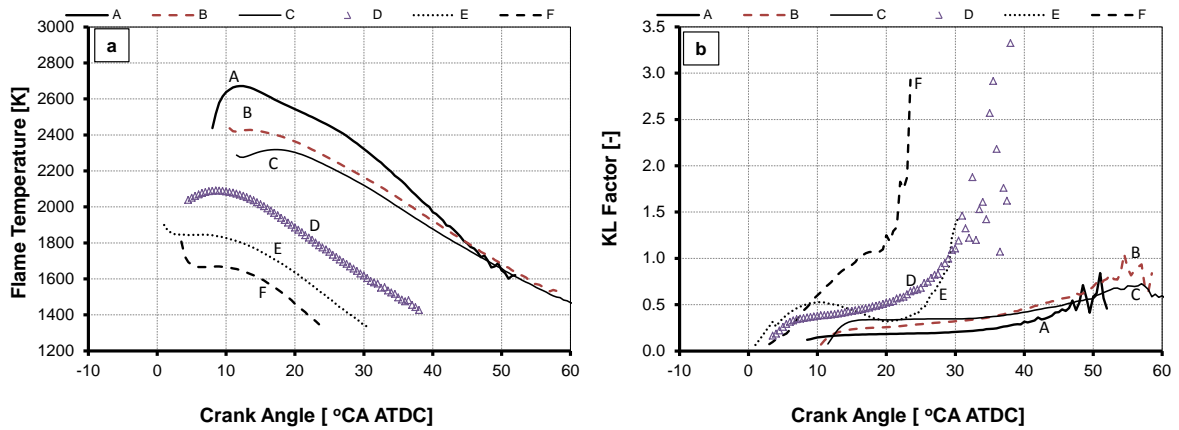 A B C D E F
a
3000
2800
2600
2400
2200
2000
1800
1600
1400
1200
Flame Temperature [K]
A
B
C
D
E
F
-10 0 10 20 30 40 50 60
Crank Angle [ ºCA ATDC]
A B C D E F
b
3.5
3.0
2.5
2.0
1.5
1.0
0.5
0.0
KL Factor [-]
F
D
E
B
C
A
-10 0 10 20 30 40 50 60
Crank Angle [ ºCA ATDC]